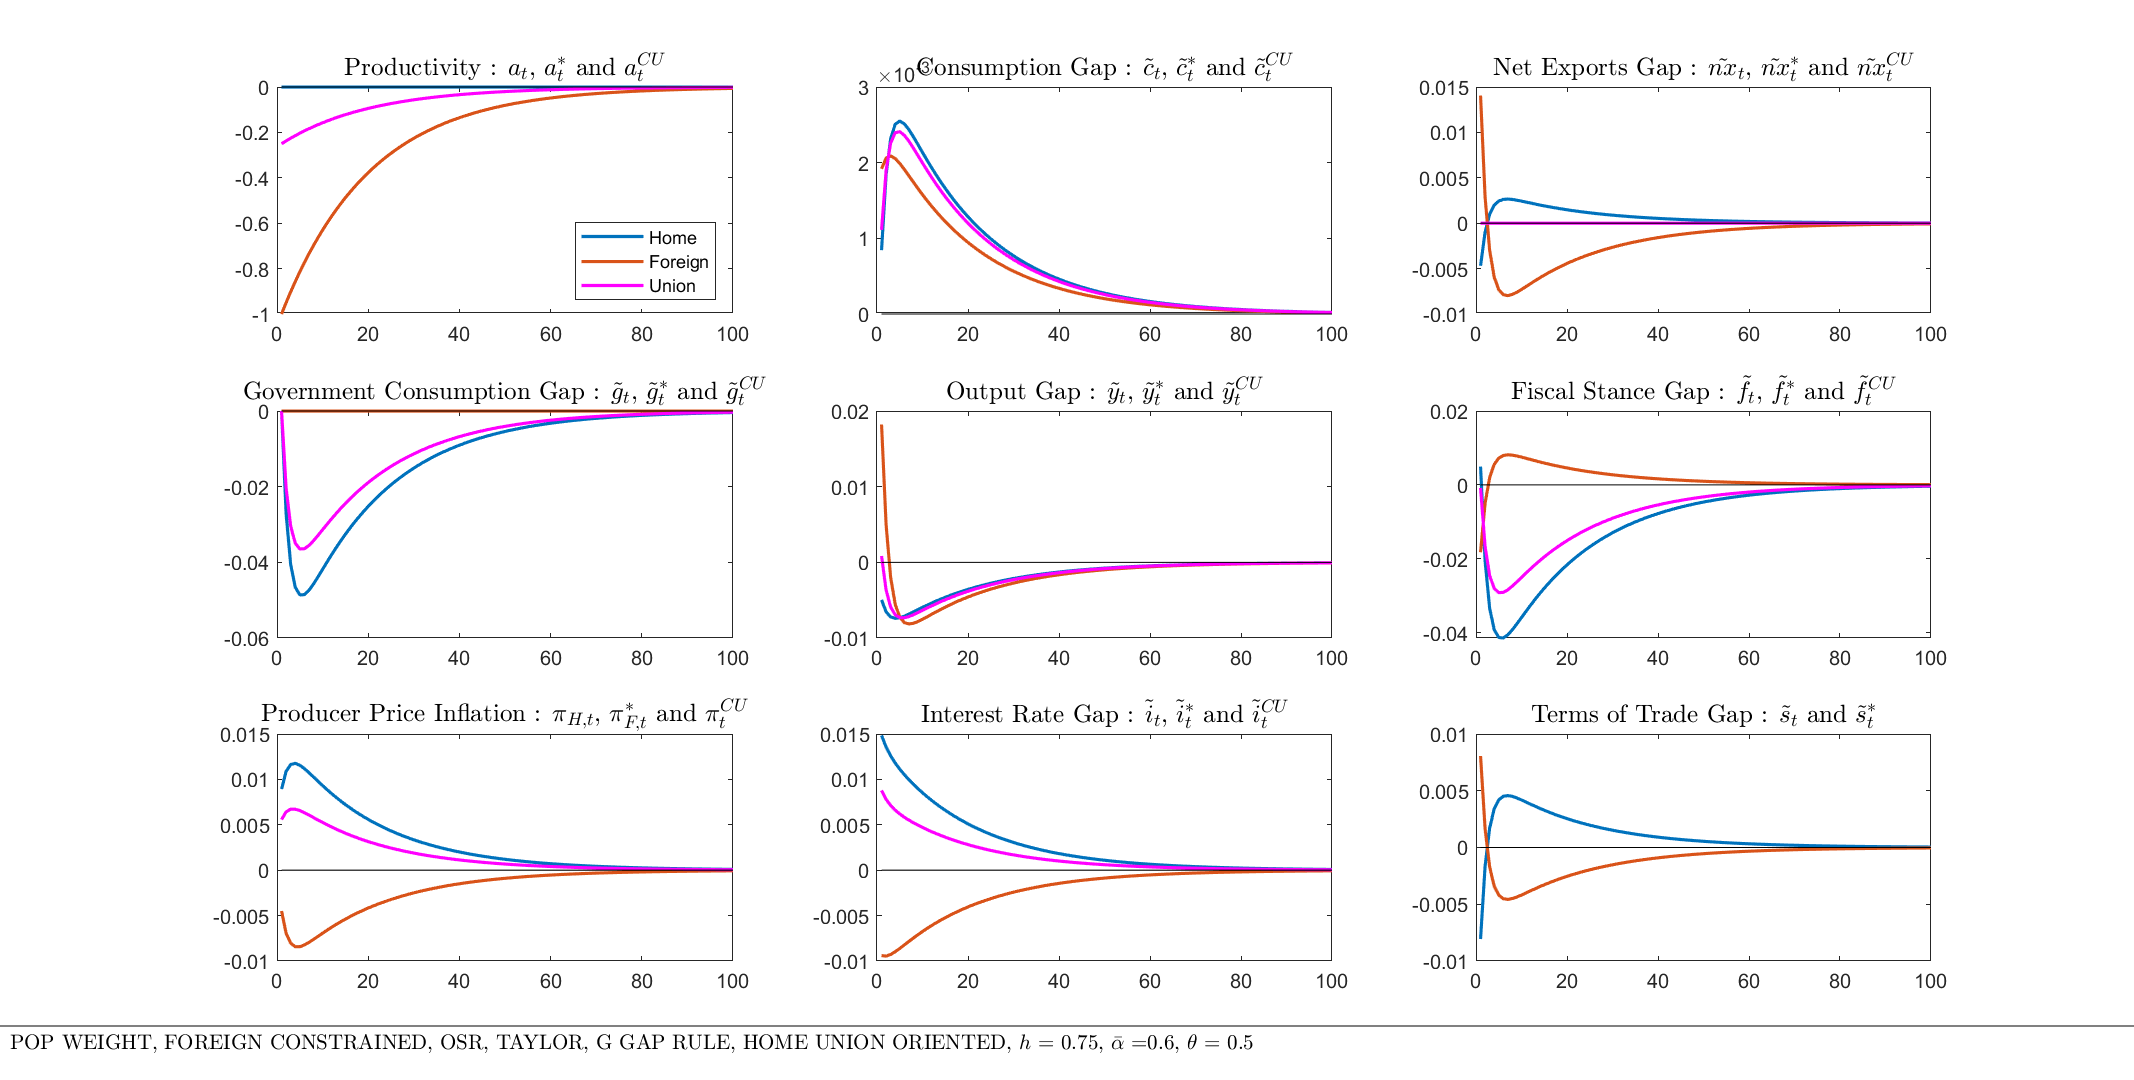 Productivity : a_t, a_t^* and a_t^{CU}
0
-0.2
-0.4
-0.6
-0.8
-1
0 20 40 60 80 100
Home
Foreign
Union
Consumption Gap : c̃_t, c̃_t^* and c̃_t^{CU}
3
2
1
0
0 20 40 60 80 100
Net Exports Gap : ñx_t, ñx_t^* and ñx_t^{CU}
0.015
0.01
0.005
0
-0.005
-0.01
0 20 40 60 80 100
Government Consumption Gap : g̃_t, g̃_t^* and g̃_t^{CU}
0
-0.02
-0.04
-0.06
0 20 40 60 80 100
Output Gap : ỹ_t, ỹ_t^* and ỹ_t^{CU}
0.02
0.01
0
-0.01
0 20 40 60 80 100
Fiscal Stance Gap : f̃_t, f̃_t^* and f̃_t^{CU}
0.02
0
-0.02
-0.04
0 20 40 60 80 100
Producer Price Inflation : π_{H,t}, π_{F,t}^* and π_t^{CU}
0.015
0.01
0.005
0
-0.005
-0.01
0 20 40 60 80 100
Interest Rate Gap : ĩ_t, ĩ_t^* and ĩ_t^{CU}
0.015
0.01
0.005
0
-0.005
-0.01
0 20 40 60 80 100
Terms of Trade Gap : s̃_t and s̃_t^*
0.01
0.005
0
-0.005
-0.01
0 20 40 60 80 100
POP WEIGHT, FOREIGN CONSTRAINED, OSR, TAYLOR, G GAP RULE, HOME UNION ORIENTED, h = 0.75, ᾱ =0.6, θ = 0.5